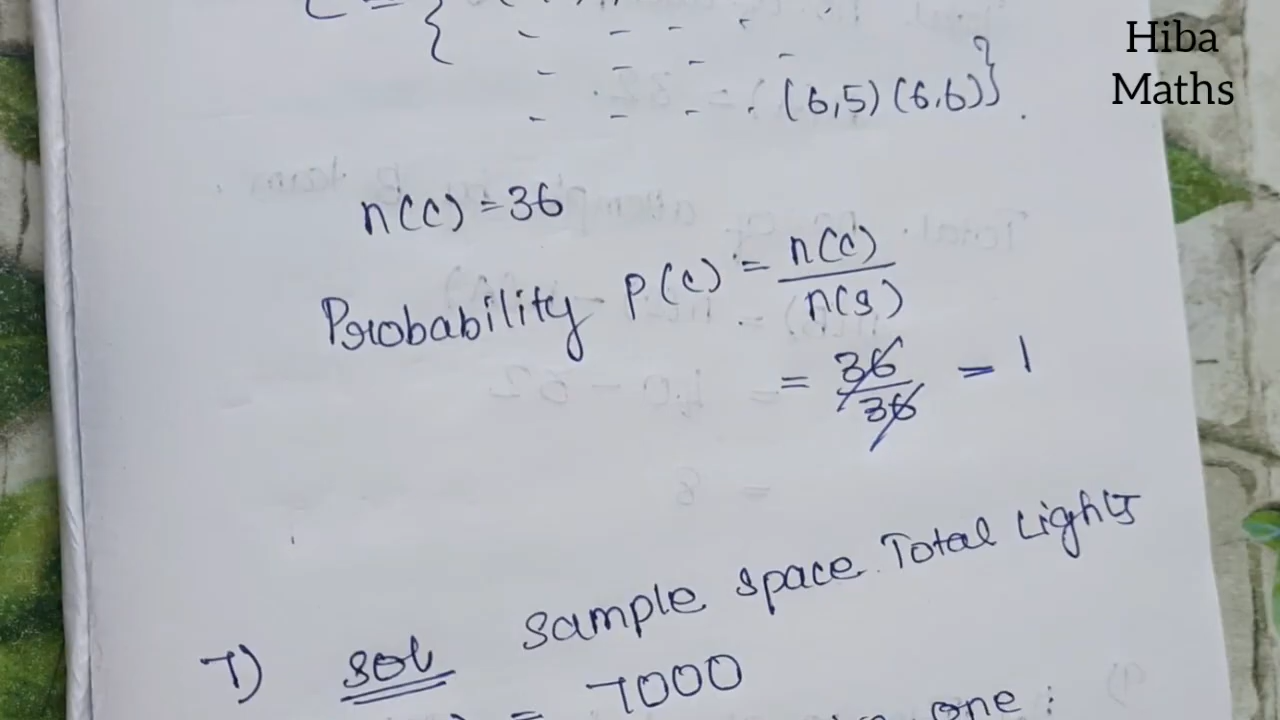 Hiba
Maths
{
(6,5) (6,6)}
n(C) = 36
Probability P(C) = n(C) / n(S)
= 36/36 = 1
7) Sol Sample space Total Lights
= 7000
one :